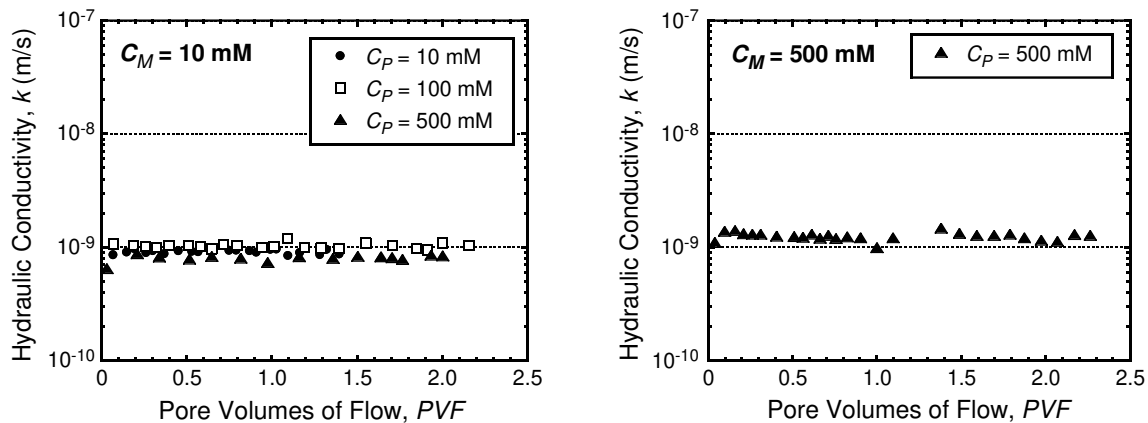 Hydraulic Conductivity, k (m/s)
10⁻⁷
10⁻⁸
10⁻⁹
10⁻¹⁰
C_M = 10 mM
C_P = 10 mM
C_P = 100 mM
C_P = 500 mM
0 0.5 1.0 1.5 2.0 2.5
Pore Volumes of Flow, PVF
Hydraulic Conductivity, k (m/s)
10⁻⁷
10⁻⁸
10⁻⁹
10⁻¹⁰
C_M = 500 mM
C_P = 500 mM
0 0.5 1.0 1.5 2.0 2.5
Pore Volumes of Flow, PVF